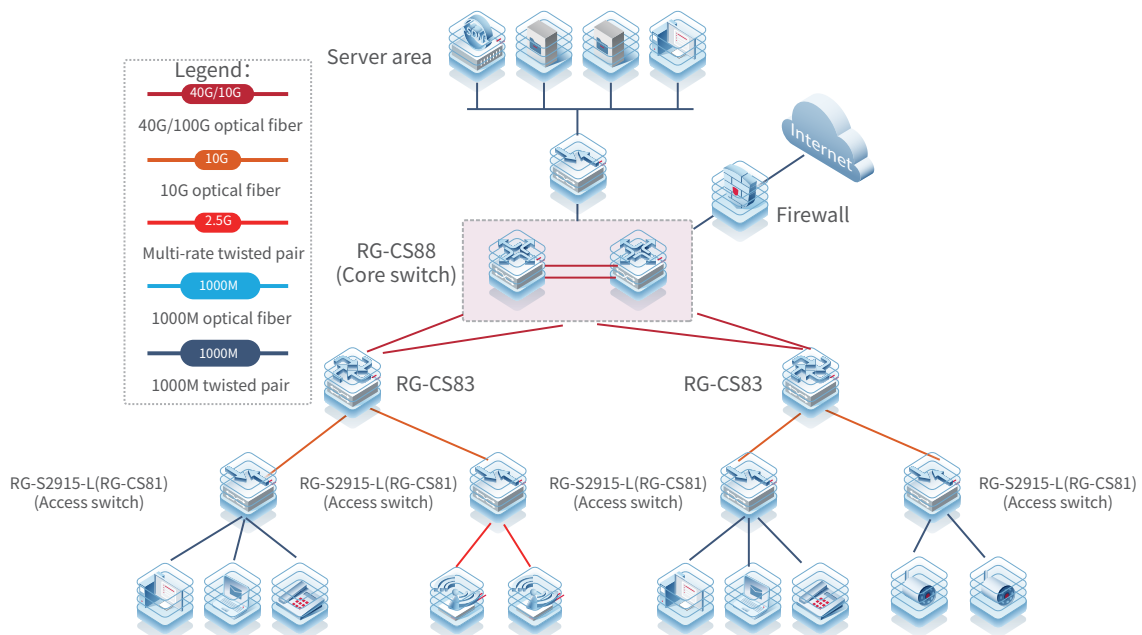 Server area
Legend：
40G/10G
40G/100G optical fiber
10G
10G optical fiber
2.5G
Multi-rate twisted pair
1000M
1000M optical fiber
1000M
1000M twisted pair
Internet
Firewall
RG-CS88
(Core switch)
RG-CS83
RG-CS83
RG-S2915-L(RG-CS81)
(Access switch)
RG-S2915-L(RG-CS81)
(Access switch)
RG-S2915-L(RG-CS81)
(Access switch)
RG-S2915-L(RG-CS81)
(Access switch)